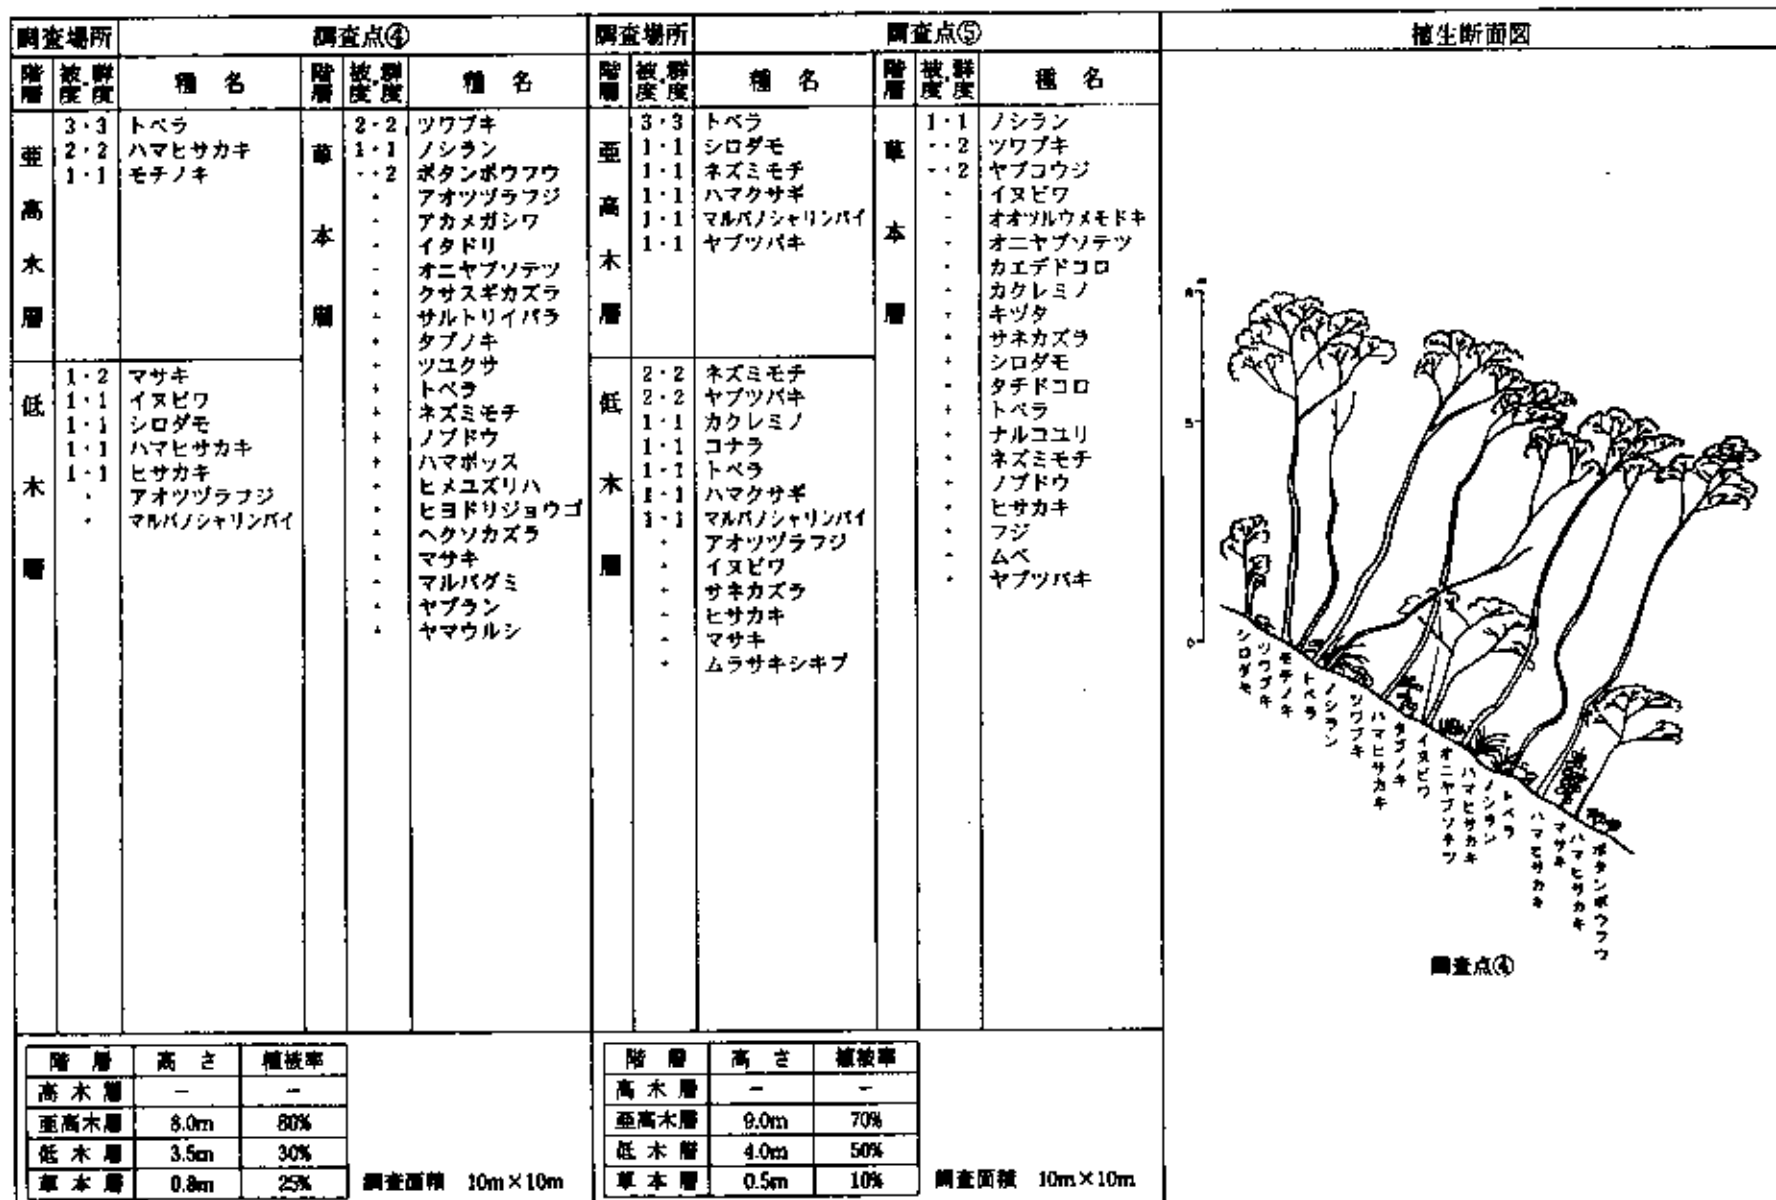 調査場所 調査点④
階層 被度・群度 種名 階層 被度・群度 種名
亜高木層
3・3 トベラ
2・2 ハマヒサカキ
1・1 モチノキ
低木層
1・2 マサキ
1・1 イヌビワ
1・1 シロダモ
1・1 ハマヒサカキ
1・1 ヒサカキ
+ アオツヅラフジ
+ マルバノシャリンバイ
草本層
2・2 ツワブキ
1・1 ノシラン
+・2 ボタンボウフウ
+ アオツヅラフジ
+ アカメガシワ
+ イタドリ
+ オニヤブソテツ
+ クサスギカズラ
+ サルトリイバラ
+ タブノキ
+ ツユクサ
+ トベラ
+ ネズミモチ
+ ノブドウ
+ ハマボッス
+ ヒメユズリハ
+ ヒヨドリジョウゴ
+ ヘクソカズラ
+ マサキ
+ マルバグミ
+ ヤブラン
+ ヤマウルシ
階層 高さ 植被率
高木層 - -
亜高木層 8.0m 80%
低木層 3.5m 30%
草本層 0.8m 25%
調査面積 10m×10m
調査場所 調査点⑤
階層 被度・群度 種名 階層 被度・群度 種名
亜高木層
3・3 トベラ
1・1 シロダモ
1・1 ネズミモチ
1・1 ハマクサギ
1・1 マルバノシャリンバイ
1・1 ヤブツバキ
低木層
2・2 ネズミモチ
2・2 ヤブツバキ
1・1 カクレミノ
1・1 コナラ
1・1 トベラ
1・1 ハマクサギ
1・1 マルバノシャリンバイ
+ アオツヅラフジ
+ イヌビワ
+ サネカズラ
+ ヒサカキ
+ マサキ
+ ムラサキシキブ
草本層
1・1 ノシラン
+・2 ツワブキ
+・2 ヤブコウジ
+ イヌビワ
+ オオツルウメモドキ
+ オニヤブソテツ
+ カエデドコロ
+ カクレミノ
+ キヅタ
+ サネカズラ
+ シロダモ
+ タチドコロ
+ トベラ
+ ナルコユリ
+ ネズミモチ
+ ノブドウ
+ ヒサカキ
+ フジ
+ ムベ
+ ヤブツバキ
階層 高さ 植被率
高木層 - -
亜高木層 9.0m 70%
低木層 4.0m 50%
草本層 0.5m 10%
調査面積 10m×10m
植生断面図
5
0
シロダモ
ツワブキ
モチノキ
トベラ
ノシラン
ツワブキ
ハマヒサカキ
タブノキ
イヌビワ
オニヤブソテツ
ハマヒサカキ
ノシラン
トベラ
ハマヒサカキ
マサキ
ハマヒサカキ
ボタンボウフウ
調査点④